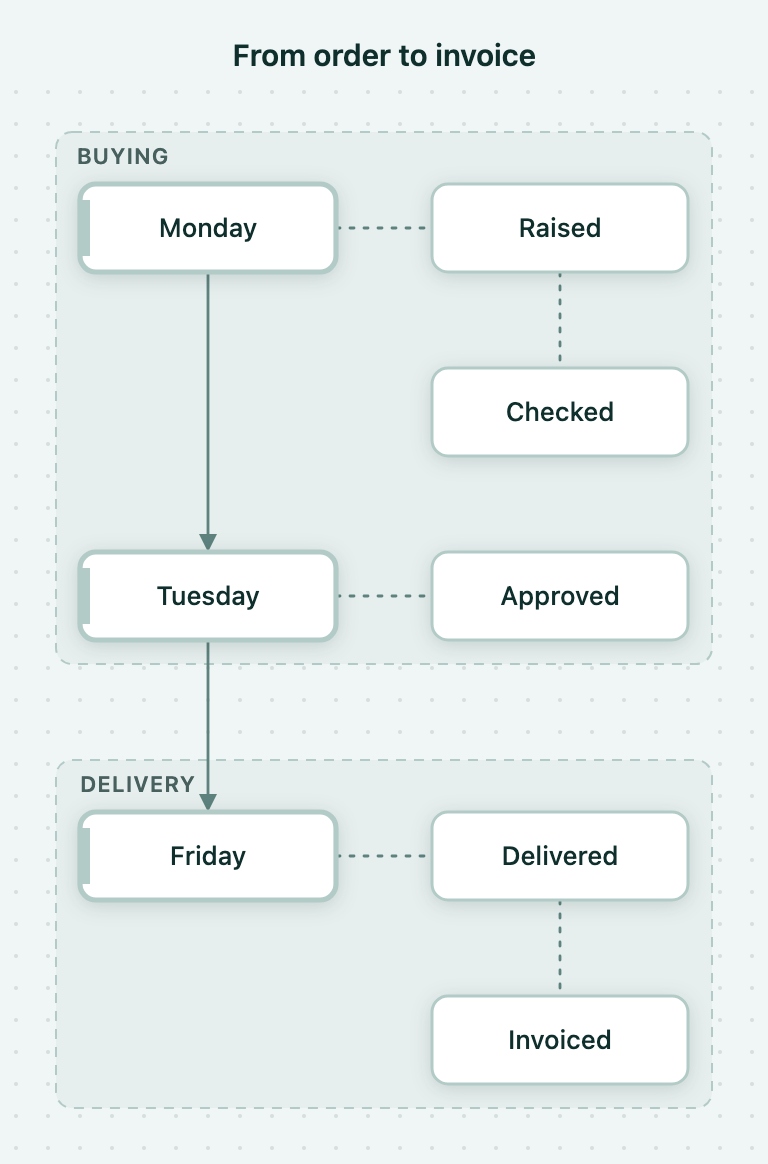 From order to invoice
BUYING
Monday
Raised
Checked
Tuesday
Approved
DELIVERY
Friday
Delivered
Invoiced